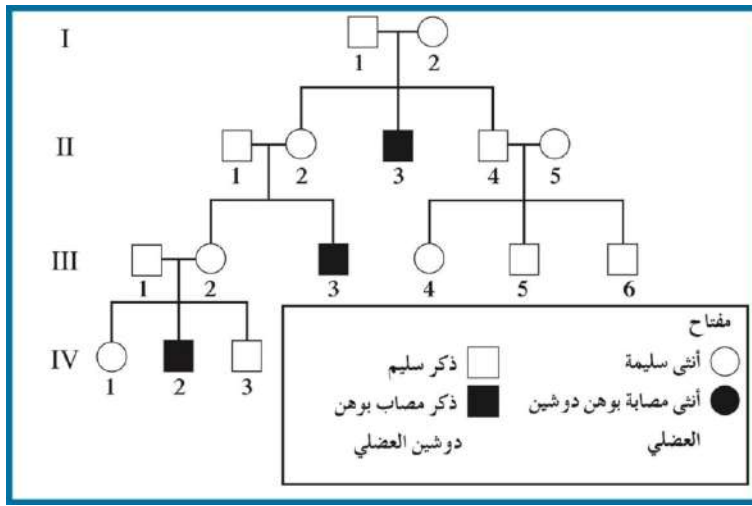 I
1 2
II
1 2 3 4 5
III
1 2 3 4 5 6
IV
1 2 3
مفتاح
أنثى سليمة
ذكر سليم
أنثى مصابة بوهن دوشين
العضلي
ذكر مصاب بوهن
دوشين العضلي